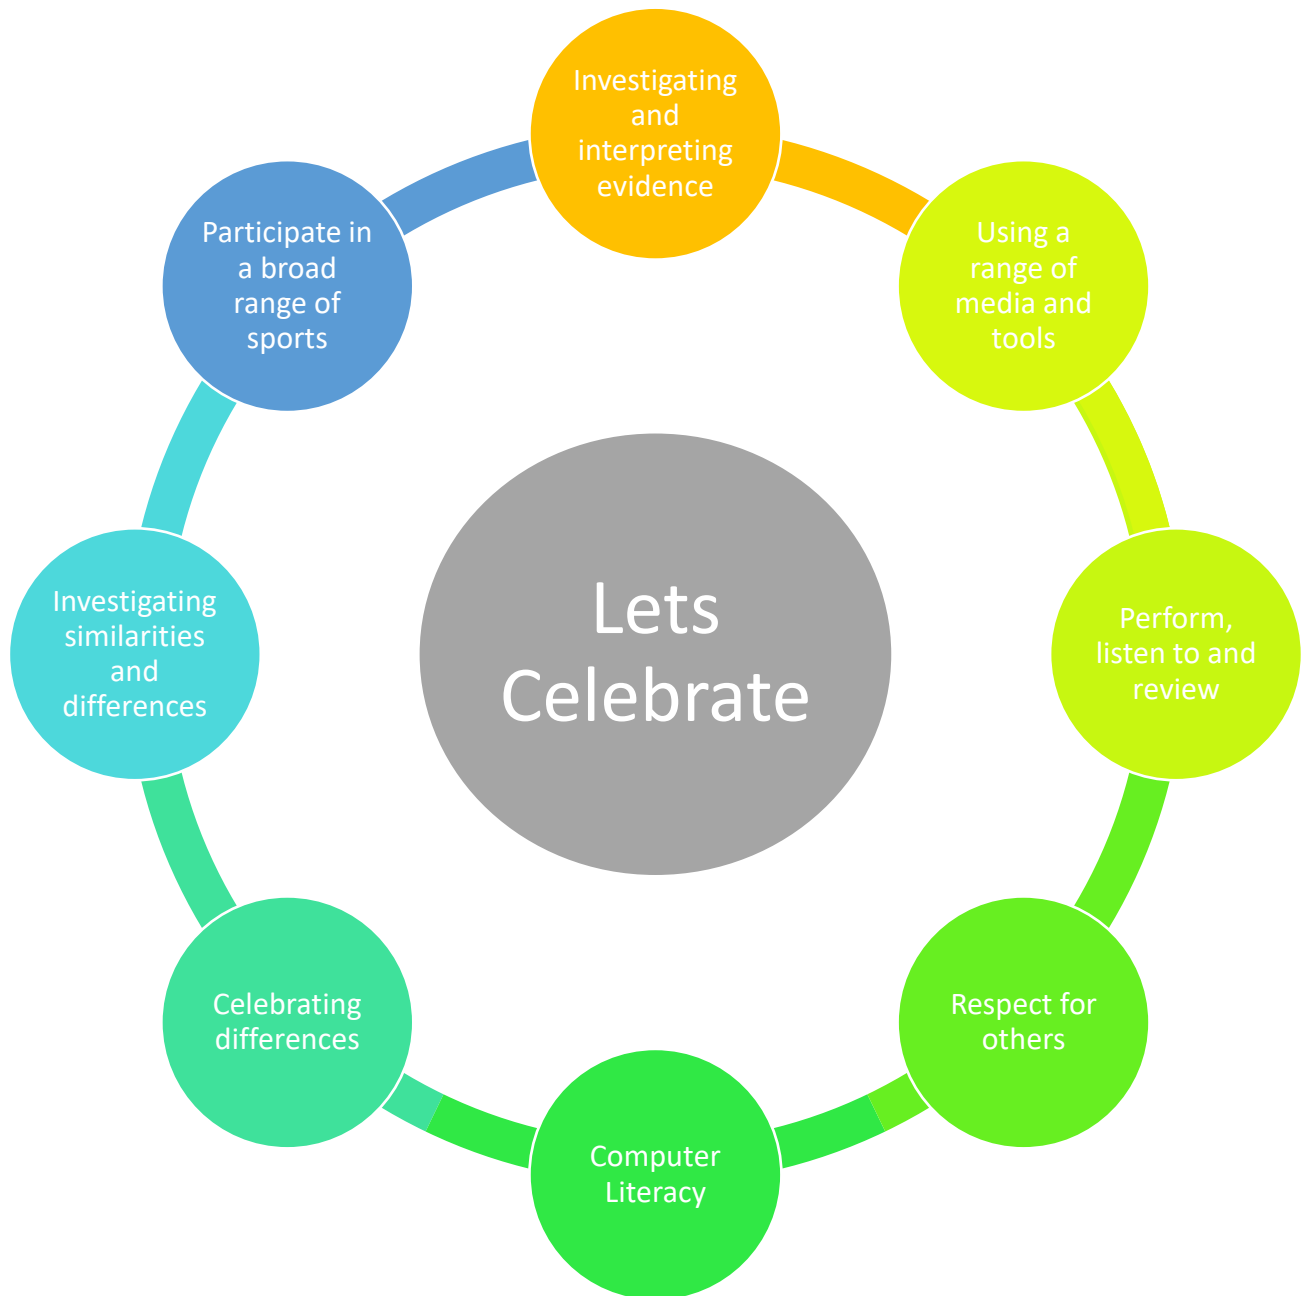 Investigating
and
interpreting
evidence
Using a
range of
media and
tools
Perform,
listen to and
review
Respect for
others
Computer
Literacy
Celebrating
differences
Investigating
similarities
and
differences
Participate in
a broad
range of
sports
Lets
Celebrate